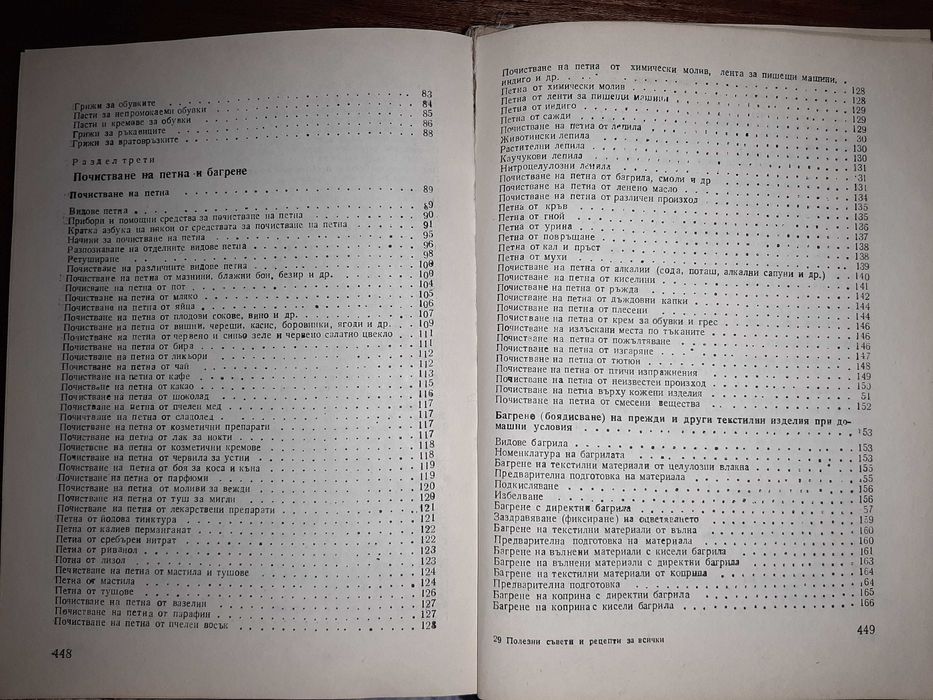 Грижи за обувките . . . 83
Пасти за непромокаеми обувки . . . 84
Пасти и кремове за обувки . . . 85
Грижи за ръкавиците . . . 86
Грижи за вратовръзките . . . 88
Раздел трети
Почистване на петна и багрене
Почистване на петна . . . 89
Видове петна . . . 89
Прибори и помощни средства за почистване на петна . . . 90
Кратка азбука на някои от средствата за почистване на петна . . . 91
Начини за почистване на петна . . . 95
Разпознаване на отделните видове петна . . . 96
Ретуширане . . . 98
Почистване на различните видове петна . . . 100
Почистване на петна от мазнини, блажни бои, безир и др. . . . 100
Почистване на петна от пот . . . 104
Почистване на петна от мляко . . . 105
Почистване на петна от яйца . . . 106
Почистване на петна от плодови сокове, вино и др. . . . 107
Почистване на петна от вишни, череши, касис, боровинки, ягоди и др. . . . 109
Почистване на петна от червено и синьо зеле и червено салатно цвекло . . . 111
Почистване на петна от бира . . . 111
Почистване на петна от ликьори . . . 112
Почистване на петна от чай . . . 112
Почистване на петна от кафе . . . 113
Почистване на петна от какао . . . 115
Почистване на петна от шоколад . . . 116
Почистване на петна от пчелен мед . . . 117
Почистване на петна от сладолед . . . 117
Почистване на петна от козметични препарати . . . 117
Почистване на петна от лак за нокти . . . 117
Почистване на петна от козметични кремове . . . 118
Почистване на петна от червила за устни . . . 118
Почистване на петна от боя за коса и къна . . . 119
Почистване на петна от парфюми . . . 119
Почистване на петна от моливи за вежди . . . 120
Почистване на петна от туш за мигли . . . 120
Почистване на петна от лекарствени препарати . . . 121
Петна от йодова тинктура . . . 121
Петна от калиев перманганат . . . 122
Петна от сребърен нитрат . . . 122
Петна от риванол . . . 123
Потна от лизол . . . 123
Печистване на петна от мастила и тушове . . . 124
Петна от мастила . . . 124
Петна от тушове . . . 126
Почистване на петна от вазелин . . . 127
Почистване на петна от парафин . . . 127
Почистване на петна от пчелен восък . . . 128
448
Почистване на петна от химически молив, лента за пишещи машини,
индиго и др. . . . 128
Петна от химически молив . . . 128
Петна от ленти за пишещи машини . . . 129
Петна от индиго . . . 129
Петна от сажди . . . 129
Почистване на петна от лепила . . . 30
Животински лепила . . . 130
Растителни лепила . . . 130
Каучукови лепила . . . 131
Нитроцелулозни лепила . . . 31
Почистване на петна от багрила, смоли и др . . . 131
Почистване на петна от ленено масло . . . 134
Почистване на петна от различен произход . . . 135
Петна от кръв . . . 135
Петна от гной . . . 136
Петна от урина . . . 137
Петна от повръщане . . . 138
Петна от кал и пръст . . . 138
Петна от мухи . . . 139
Почистване на петна от алкалии (сода, поташ, алкални сапуни и др.) . . . 140
Почистване на петна от киселини . . . 141
Почистване на петна от ръжда . . . 142
Почистване на петна от дъждовни капки . . . 144
Почистване на петна от плесени . . . 144
Почистване на петна от крем за обувки и грес . . . 146
Почистване на излъскани места по тъканите . . . 146
Почистване на петна от пожълтяване . . . 146
Почистване на петна от изгаряне . . . 147
Почистване на петна от тютюн . . . 148
Почистване на петна от птичи изпражнения . . . 149
Почистване на петна от неизвестен произход . . . 150
Почистване на петна върху кожени изделия . . . 51
Почистване на петна от смесени вещества . . . 152
Багрене (боядисване) на прежди и други текстилни изделия при до-
машни условия . . . 153
Видове багрила . . . 153
Номенклатура на багрилата . . . 153
Багрене на текстилни материали от целулозни влакна . . . 155
Предварителна подготовка на материала . . . 55
Подкисляване . . . 156
Избелване . . . 156
Багрене с директни багрила . . . 57
Заздравяване (фиксиране) на оцветяването . . . 159
Багрене на текстилни материали от вълна . . . 160
Предварителна подготовка на материала . . . 160
Багрене на вълнени материали с кисели багрила . . . 161
Багрене на вълнени материали с директни багрила . . . 163
Багрене на текстилни материали от коприна . . . 164
Предварителна подготовка . . . 64
Багрене на коприна с директни багрила . . . 165
Багрене на коприна с кисели багрила . . . 166
29 Полезни съвети и рецепти за всички
449